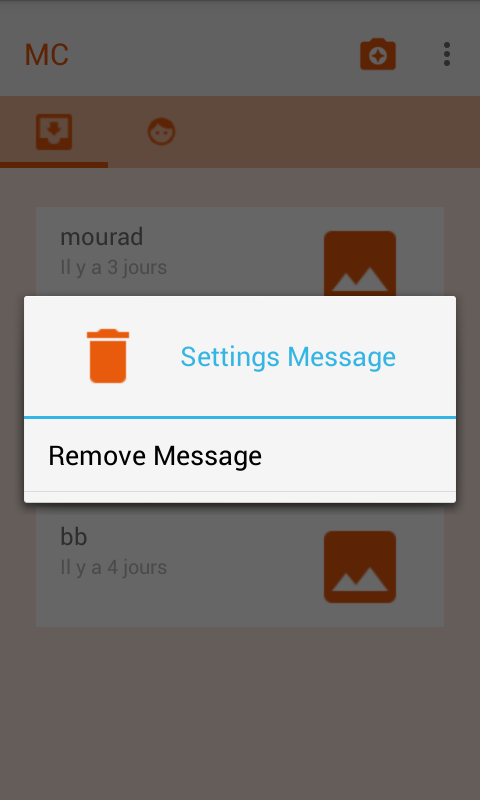 MC
mourad
Il y a 3 jours
Settings Message
Remove Message
bb
Il y a 4 jours